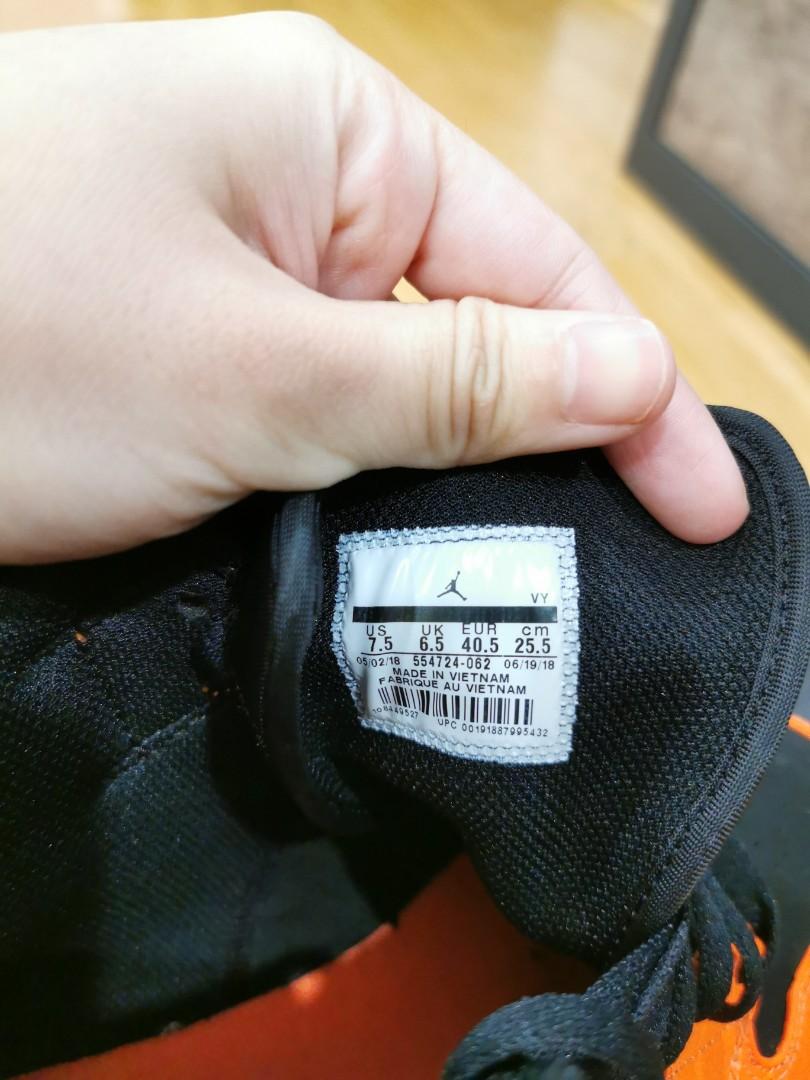 VY
US UK EUR cm
7.5 6.5 40.5 25.5
05/02/18 554724-062 06/19/18
MADE IN VIETNAM
FABRIQUE AU VIETNAM
UPC 00191887995432